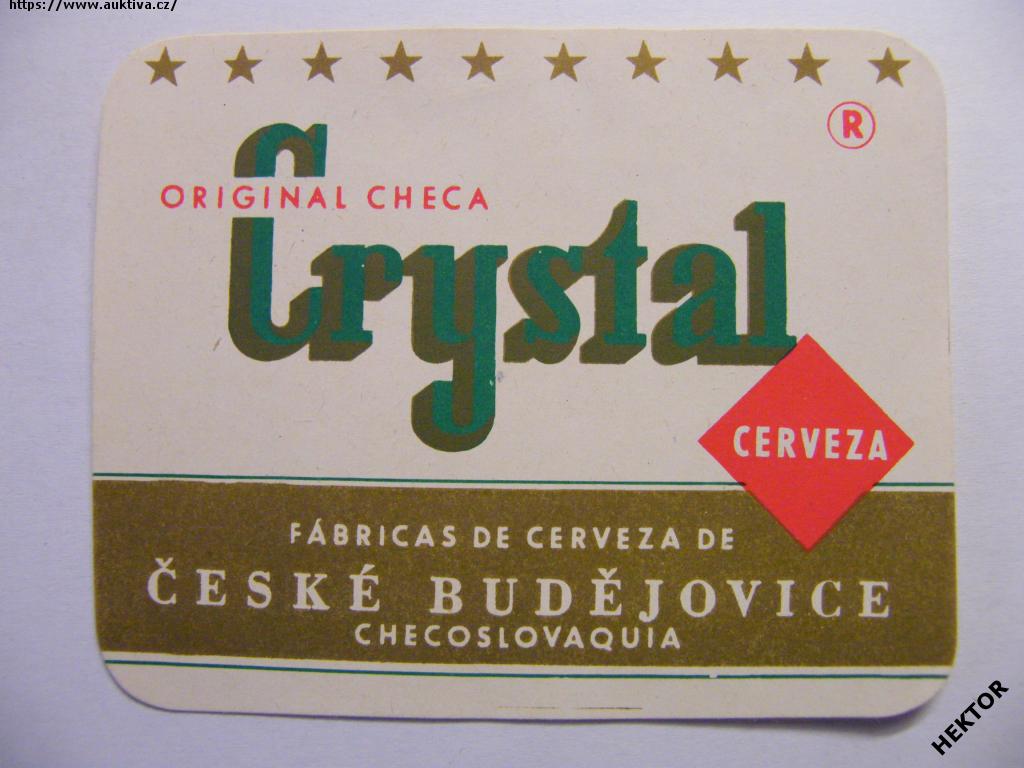 https://www.auktiva.cz/
®
ORIGINAL CHECA
Crystal
CERVEZA
FÁBRICAS DE CERVEZA DE
ČESKÉ BUDĚJOVICE
CHECOSLOVAQUIA
HEKTOR